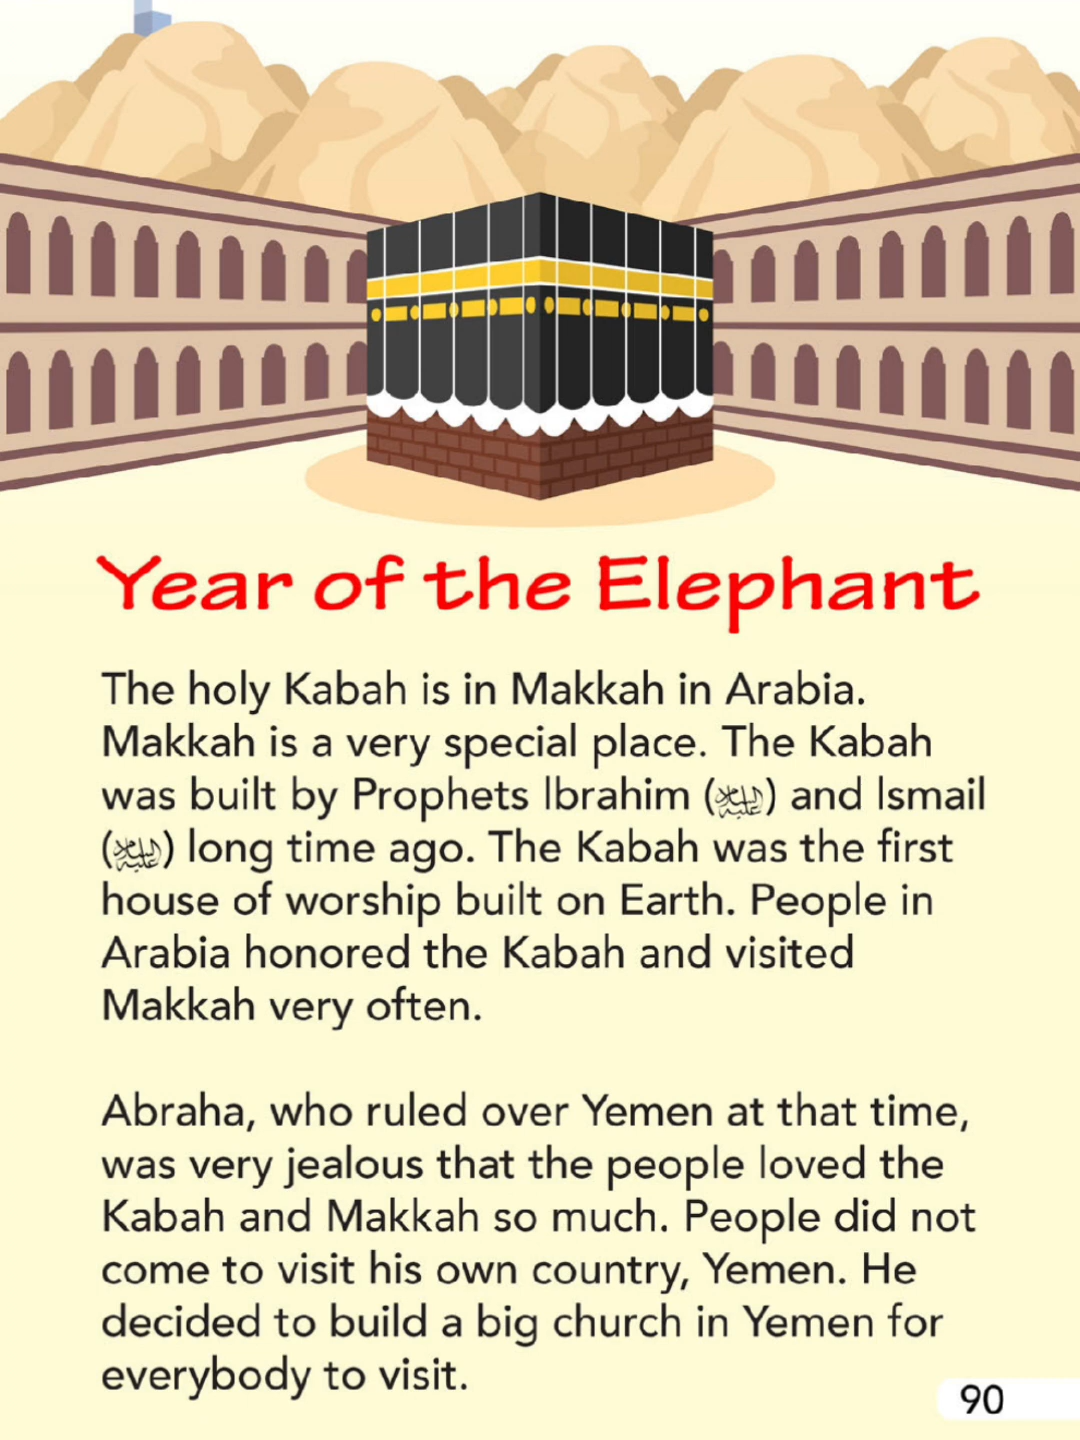 Year of the Elephant
The holy Kabah is in Makkah in Arabia.
Makkah is a very special place. The Kabah
was built by Prophets Ibrahim (عليه السلام) and Ismail
(عليه السلام) long time ago. The Kabah was the first
house of worship built on Earth. People in
Arabia honored the Kabah and visited
Makkah very often.
Abraha, who ruled over Yemen at that time,
was very jealous that the people loved the
Kabah and Makkah so much. People did not
come to visit his own country, Yemen. He
decided to build a big church in Yemen for
everybody to visit.
90